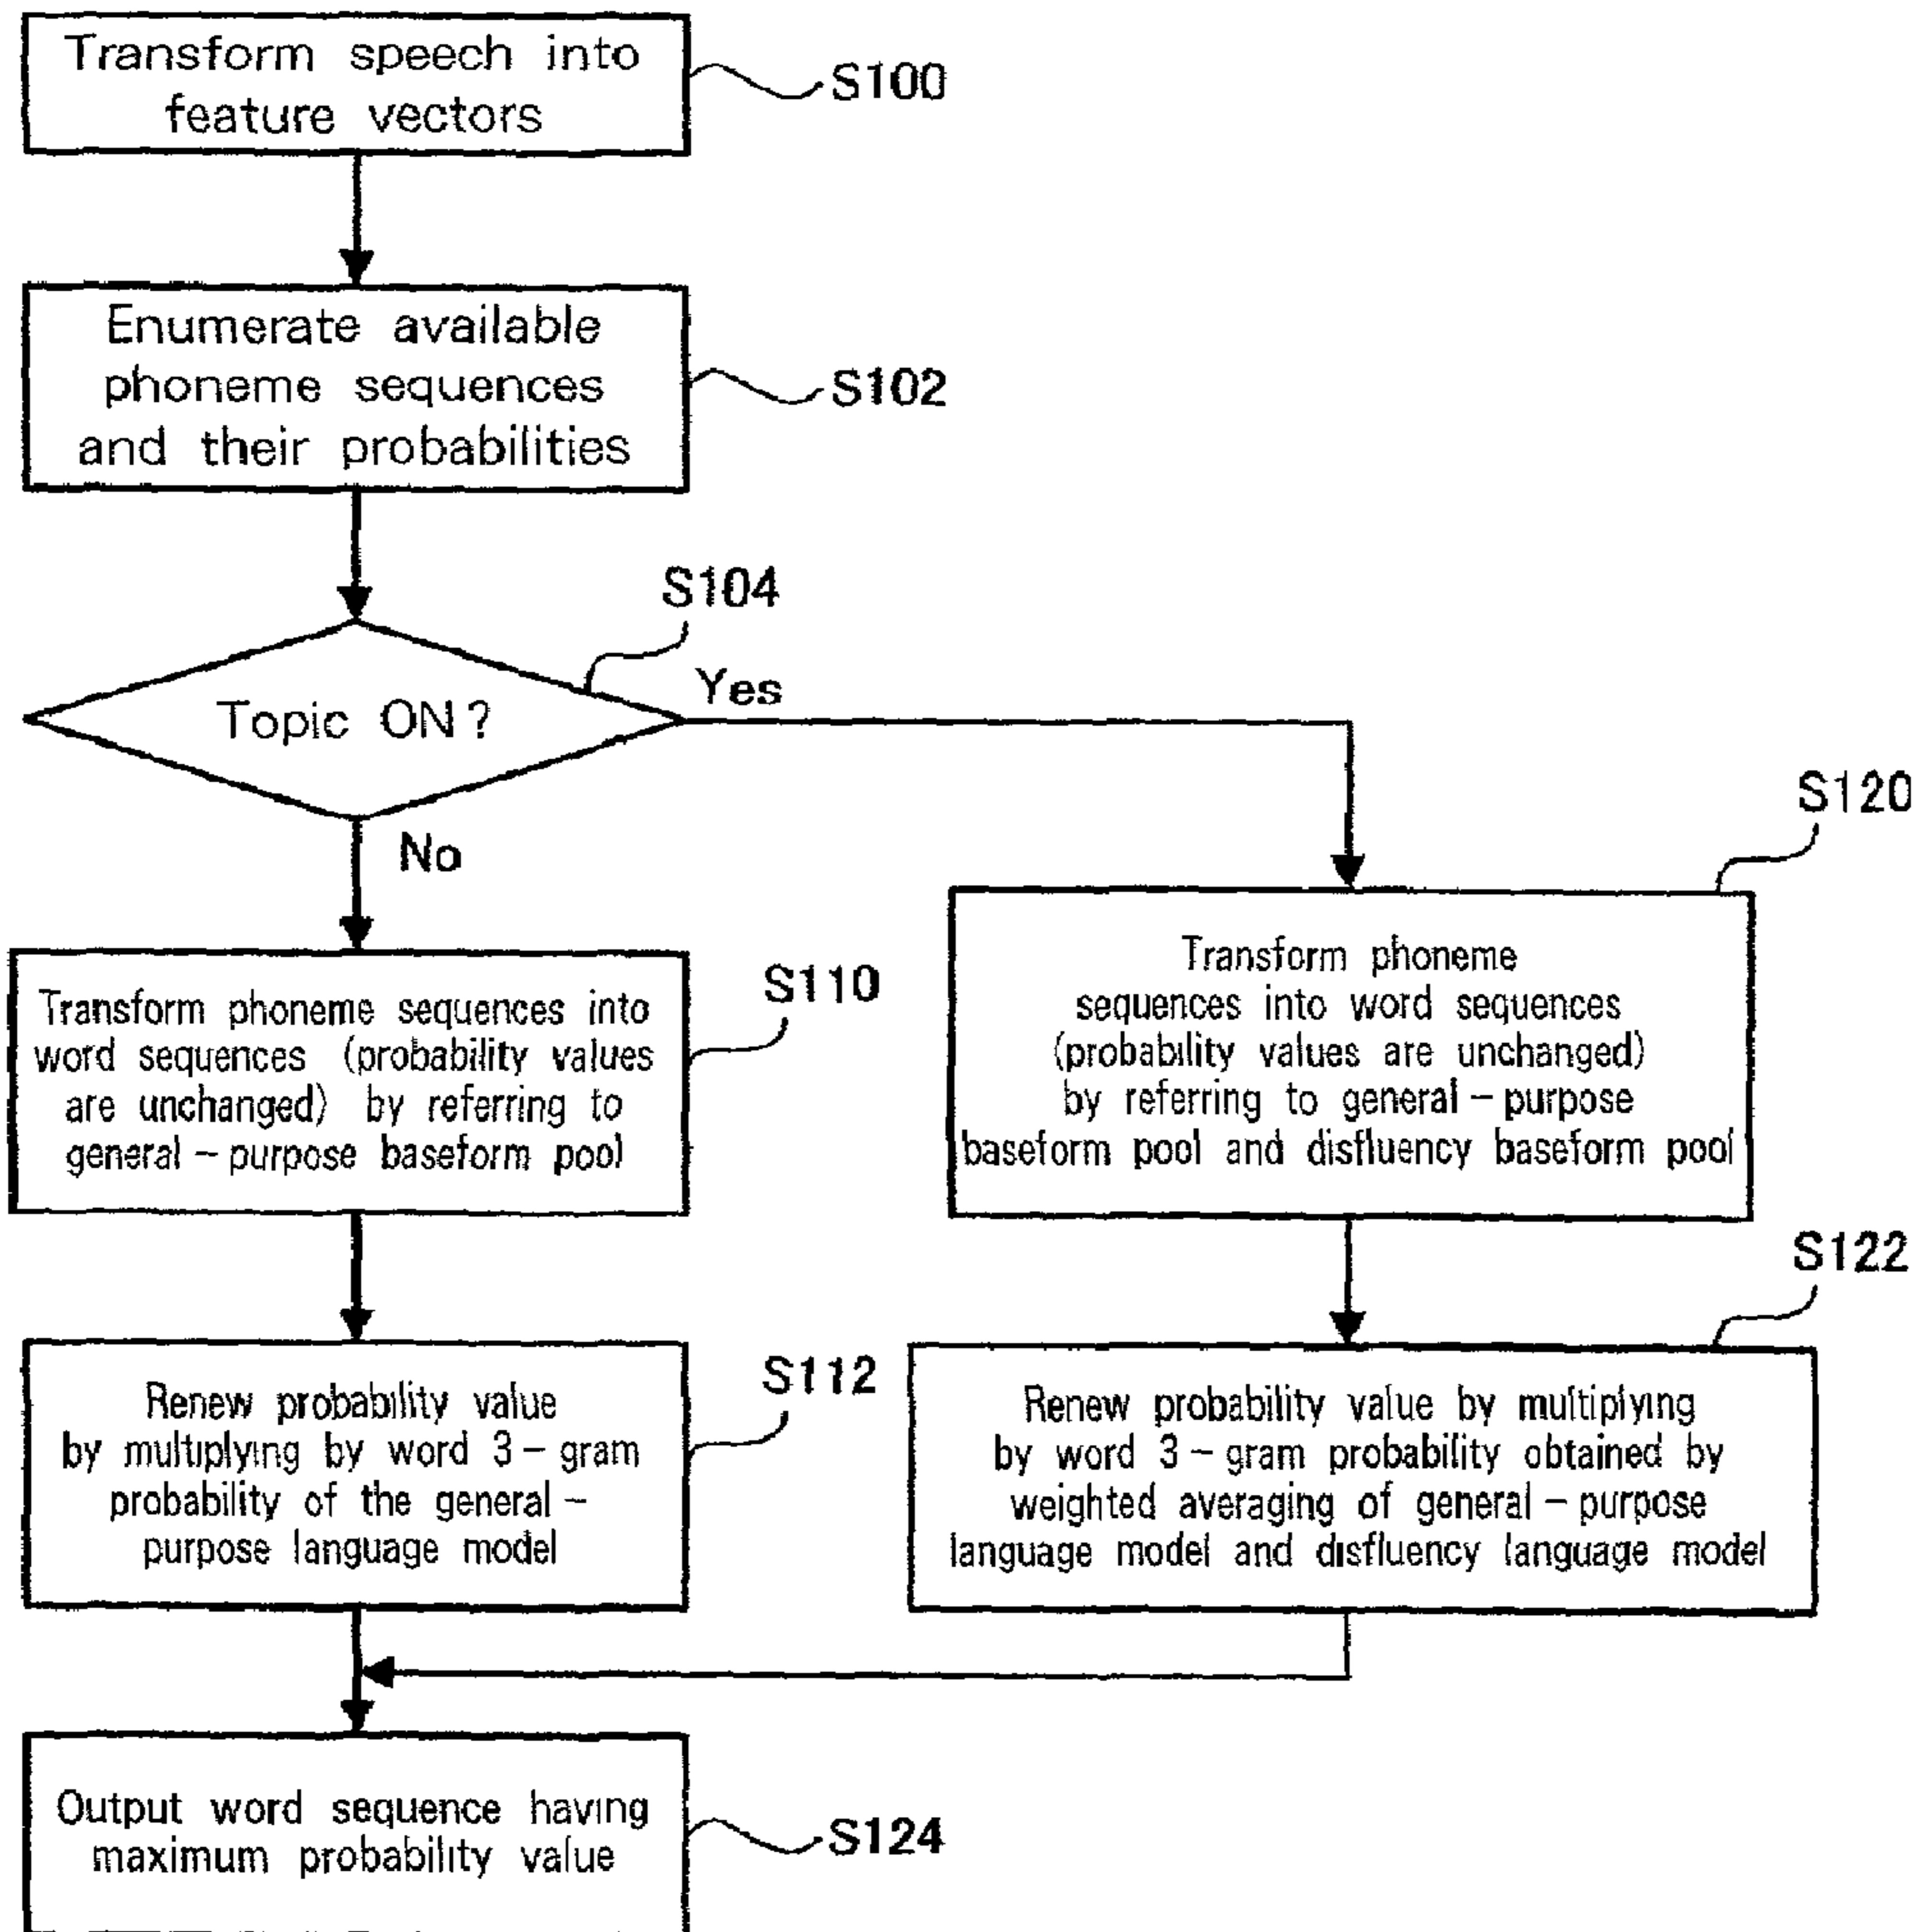 Transform speech into
feature vectors
S100
Enumerate available
phoneme sequences
and their probabilities
S102
S104
Topic ON?
Yes
No
S110
Transform phoneme sequences into
word sequences (probability values
are unchanged) by referring to
general – purpose baseform pool
S120
Transform phoneme
sequences into word sequences
(probability values are unchanged)
by referring to general – purpose
baseform pool and disfluency baseform pool
S112
Renew probability value
by multiplying by word 3 – gram
probability of the general –
purpose language model
S122
Renew probability value by multiplying
by word 3 – gram probability obtained by
weighted averaging of general – purpose
language model and disfluency language model
Output word sequence having
maximum probability value
S124